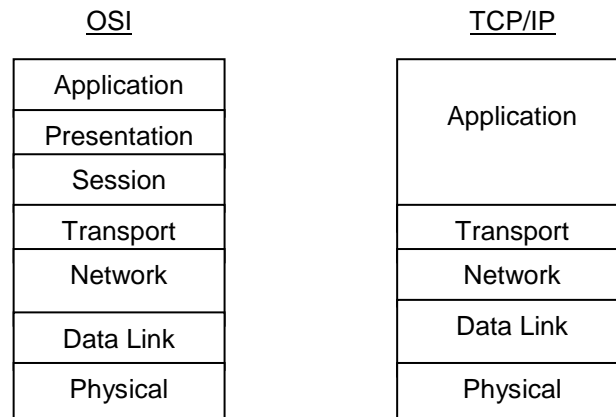 OSI
TCP/IP
Application
Presentation
Session
Transport
Network
Data Link
Physical
Application
Transport
Network
Data Link
Physical